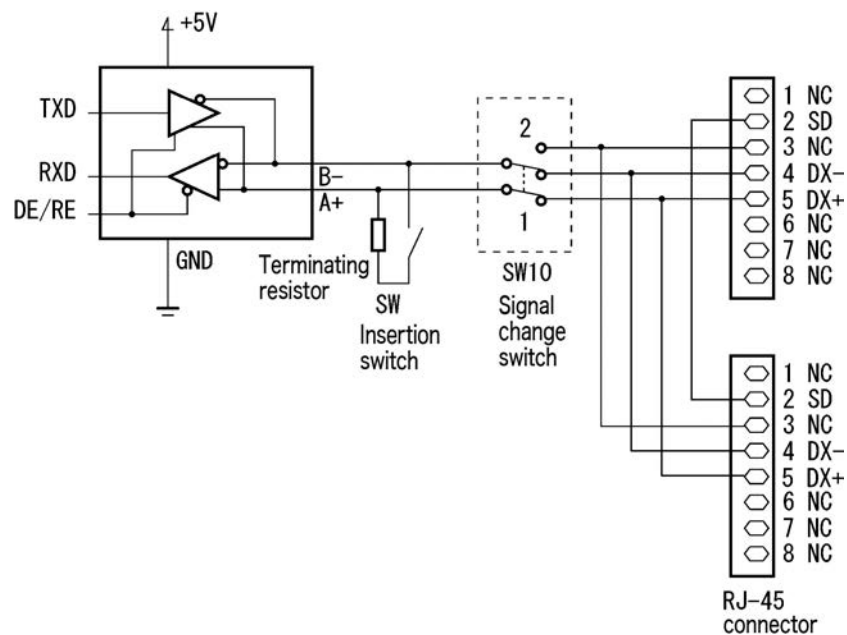 +5V
TXD
RXD
DE/RE
GND
B-
A+
Terminating
resistor
SW
Insertion
switch
2
1
SW10
Signal
change
switch
1 NC
2 SD
3 NC
4 DX-
5 DX+
6 NC
7 NC
8 NC
1 NC
2 SD
3 NC
4 DX-
5 DX+
6 NC
7 NC
8 NC
RJ-45
connector